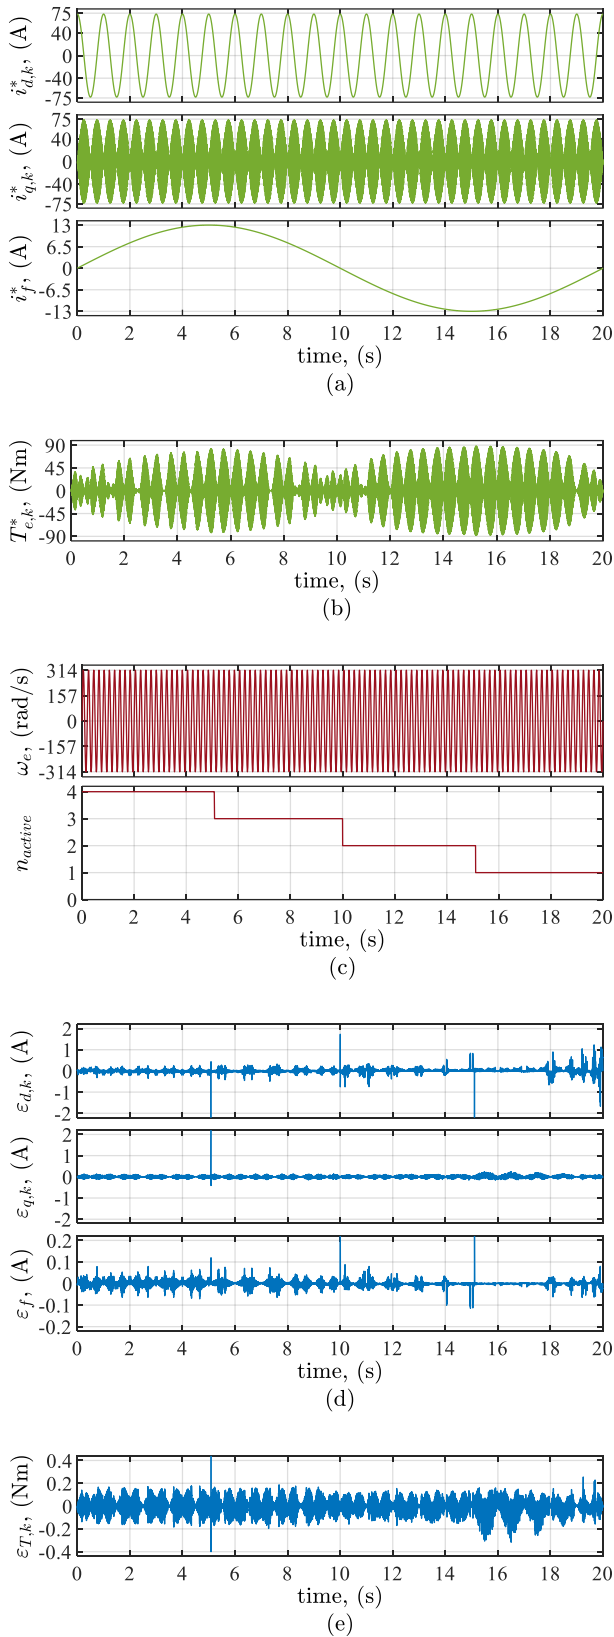 75
40
0
-40
-75
i*d,k, (A)
75
40
0
-40
-75
i*q,k, (A)
13
6.5
0
-6.5
-13
i*f, (A)
0 2 4 6 8 10 12 14 16 18 20
time, (s)
(a)
90
45
0
-45
-90
T*e,k, (Nm)
0 2 4 6 8 10 12 14 16 18 20
time, (s)
(b)
314
157
0
-157
-314
ωe, (rad/s)
4
3
2
1
0
nactive
0 2 4 6 8 10 12 14 16 18 20
time, (s)
(c)
2
1
0
-1
-2
εd,k, (A)
2
1
0
-1
-2
εq,k, (A)
0.2
0.1
0
-0.1
-0.2
εf, (A)
0 2 4 6 8 10 12 14 16 18 20
time, (s)
(d)
0.4
0.2
0
-0.2
-0.4
εT,k, (Nm)
0 2 4 6 8 10 12 14 16 18 20
time, (s)
(e)